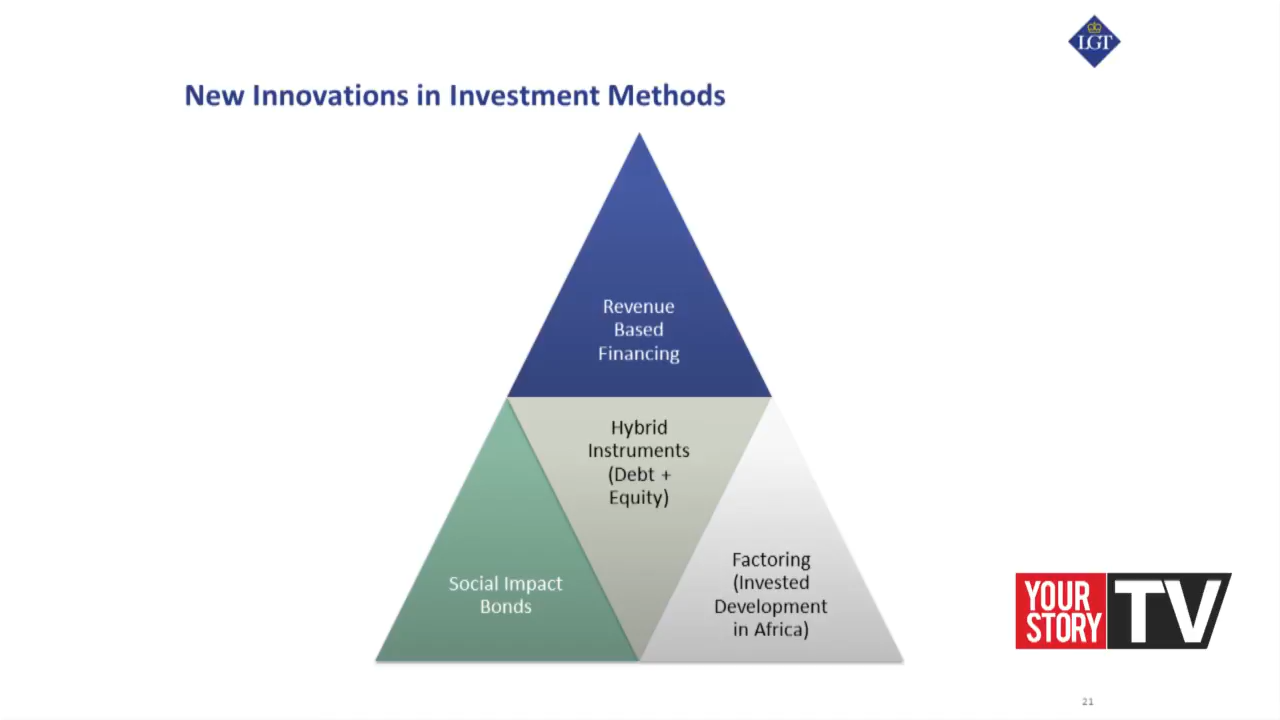 LGT
New Innovations in Investment Methods
Revenue
Based
Financing
Hybrid
Instruments
(Debt +
Equity)
Social Impact
Bonds
Factoring
(Invested
Development
in Africa)
YOUR
STORY
TV
21